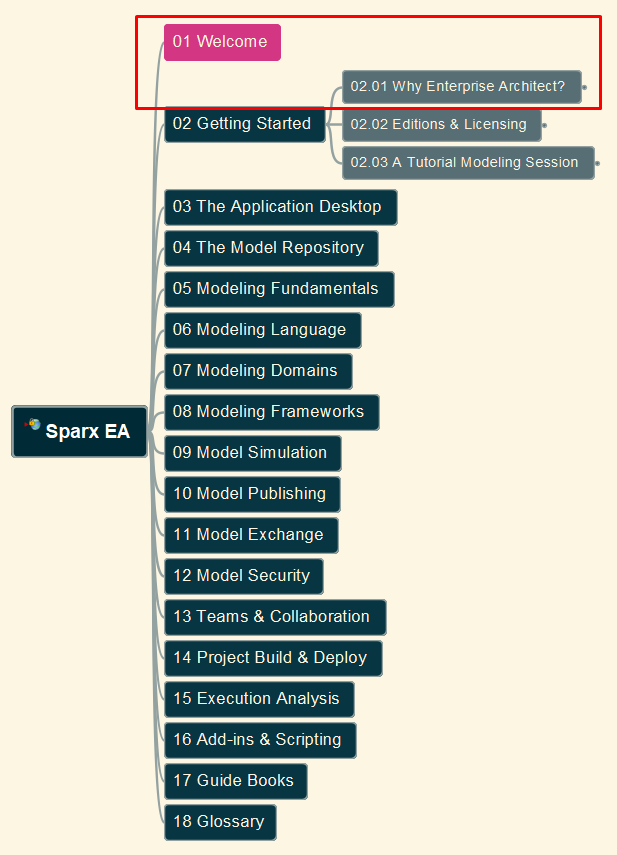 01 Welcome
02 Getting Started
02.01 Why Enterprise Architect?
02.02 Editions & Licensing
02.03 A Tutorial Modeling Session
03 The Application Desktop
04 The Model Repository
05 Modeling Fundamentals
06 Modeling Language
07 Modeling Domains
08 Modeling Frameworks
Sparx EA
09 Model Simulation
10 Model Publishing
11 Model Exchange
12 Model Security
13 Teams & Collaboration
14 Project Build & Deploy
15 Execution Analysis
16 Add-ins & Scripting
17 Guide Books
18 Glossary